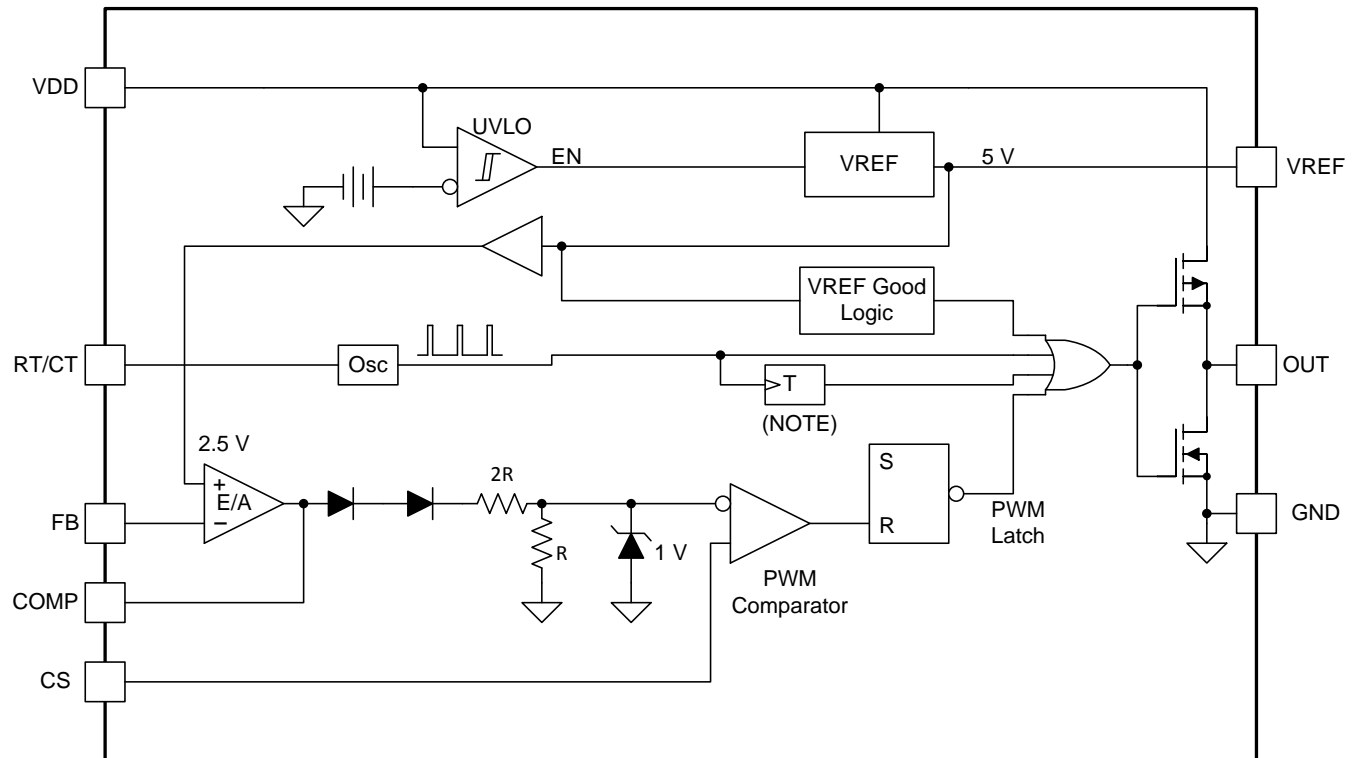 VDD
UVLO
EN
VREF
5 V
VREF
VREF Good
Logic
RT/CT
Osc
T
(NOTE)
OUT
2.5 V
+
E/A
−
FB
2R
R
1 V
S
R
PWM
Latch
GND
PWM
Comparator
COMP
CS